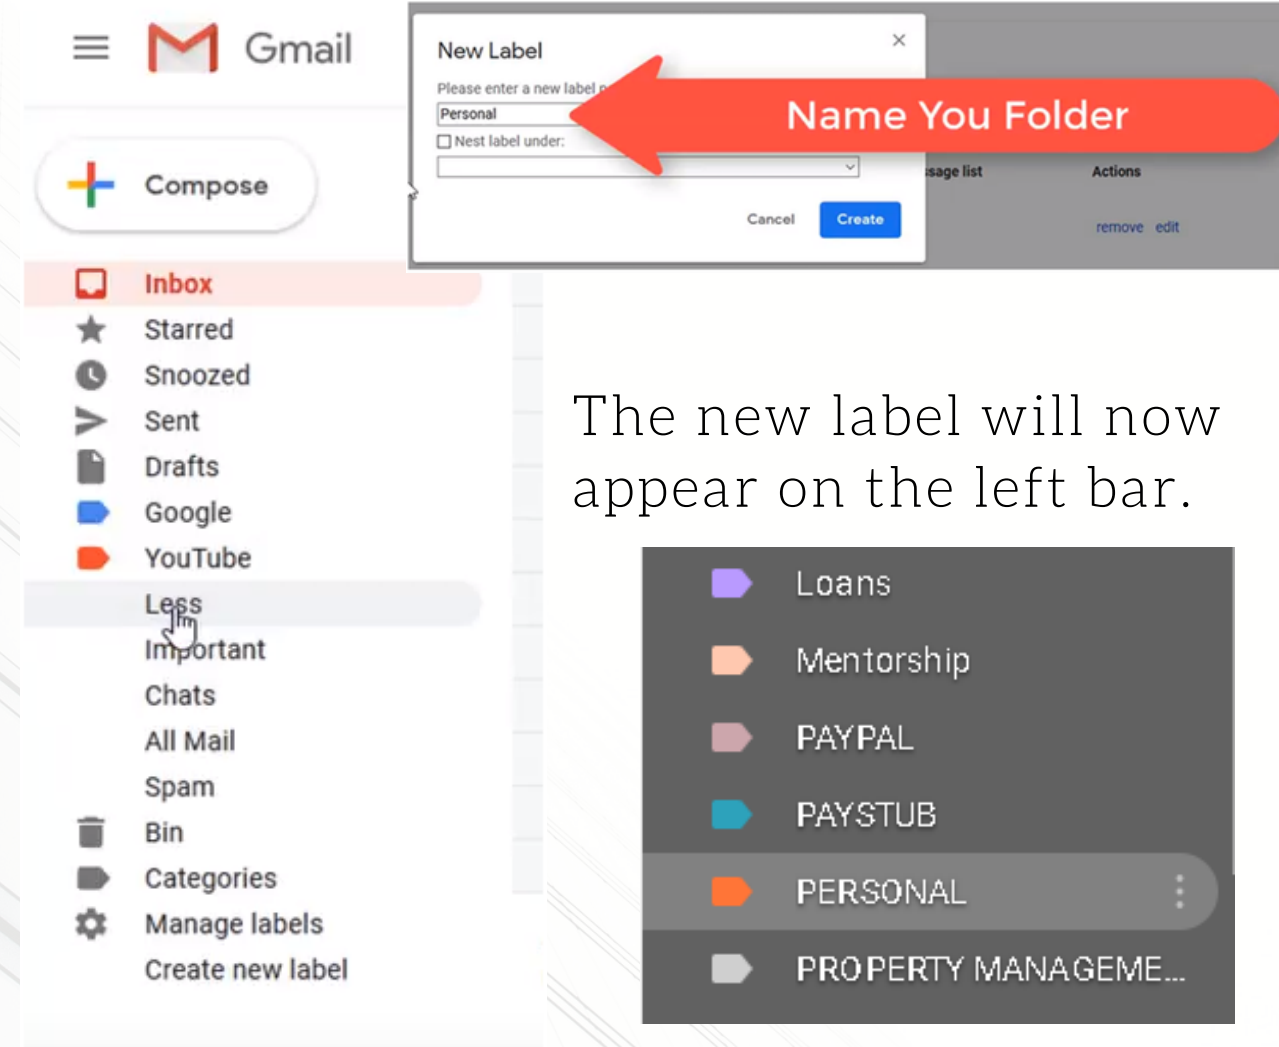 Gmail
Compose
Inbox
Starred
Snoozed
Sent
Drafts
Google
YouTube
Less
Important
Chats
All Mail
Spam
Bin
Categories
Manage labels
Create new label
New Label
Please enter a new label
Personal
Name You Folder
Nest label under:
Cancel Create
list Actions
remove edit
The new label will now
appear on the left bar.
Loans
Mentorship
PAYPAL
PAYSTUB
PERSONAL
PROPERTY MANAGEME...